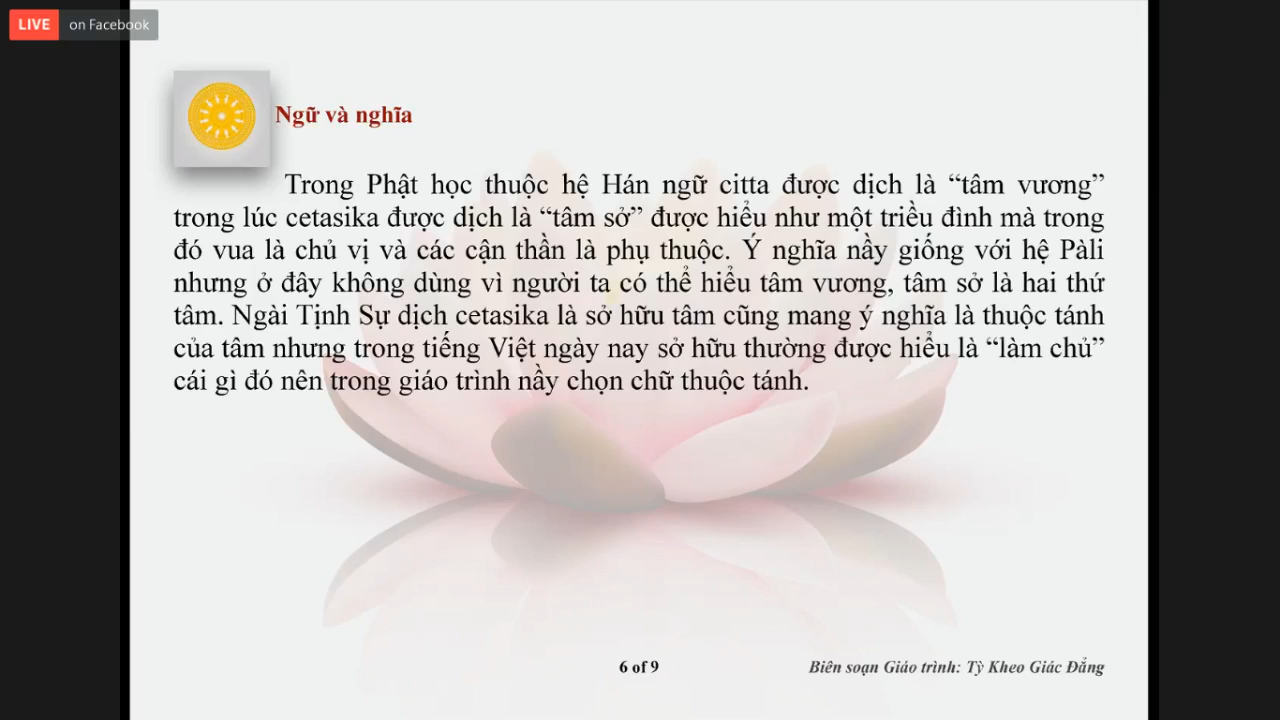 LIVE on Facebook
Ngữ và nghĩa
Trong Phật học thuộc hệ Hán ngữ citta được dịch là “tâm vương”
trong lúc cetasika được dịch là “tâm sở” được hiểu như một triều đình mà trong
đó vua là chủ vị và các cận thần là phụ thuộc. Ý nghĩa nầy giống với hệ Pàli
nhưng ở đây không dùng vì người ta có thể hiểu tâm vương, tâm sở là hai thứ
tâm. Ngài Tịnh Sự dịch cetasika là sở hữu tâm cũng mang ý nghĩa là thuộc tánh
của tâm nhưng trong tiếng Việt ngày nay sở hữu thường được hiểu là “làm chủ”
cái gì đó nên trong giáo trình nầy chọn chữ thuộc tánh.
6 of 9
Biên soạn Giáo trình: Tỳ Kheo Giác Đẳng